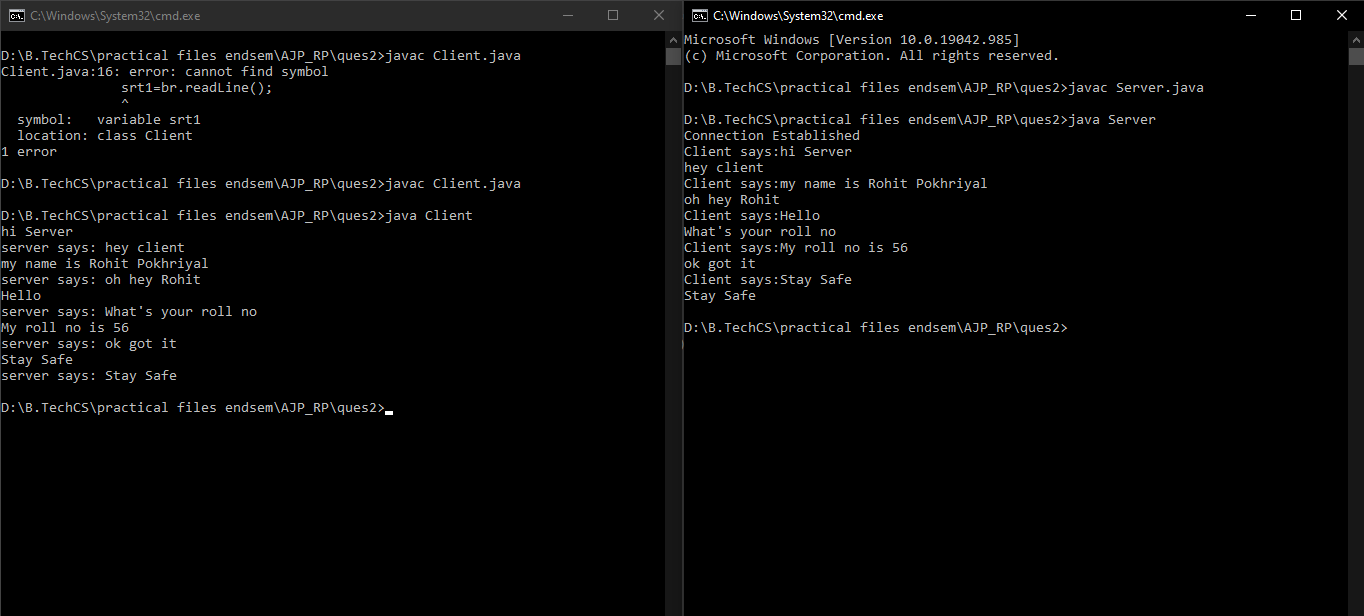 C:\Windows\System32\cmd.exe
D:\B.TechCS\practical files endsem\AJP_RP\ques2>javac Client.java
Client.java:16: error: cannot find symbol
               srt1=br.readLine();
               ^
  symbol:   variable srt1
  location: class Client
1 error
D:\B.TechCS\practical files endsem\AJP_RP\ques2>javac Client.java
D:\B.TechCS\practical files endsem\AJP_RP\ques2>java Client
hi Server
server says: hey client
my name is Rohit Pokhriyal
server says: oh hey Rohit
Hello
server says: What's your roll no
My roll no is 56
server says: ok got it
Stay Safe
server says: Stay Safe
D:\B.TechCS\practical files endsem\AJP_RP\ques2>
C:\Windows\System32\cmd.exe
Microsoft Windows [Version 10.0.19042.985]
(c) Microsoft Corporation. All rights reserved.
D:\B.TechCS\practical files endsem\AJP_RP\ques2>javac Server.java
D:\B.TechCS\practical files endsem\AJP_RP\ques2>java Server
Connection Established
Client says:hi Server
hey client
Client says:my name is Rohit Pokhriyal
oh hey Rohit
Client says:Hello
What's your roll no
Client says:My roll no is 56
ok got it
Client says:Stay Safe
Stay Safe
D:\B.TechCS\practical files endsem\AJP_RP\ques2>